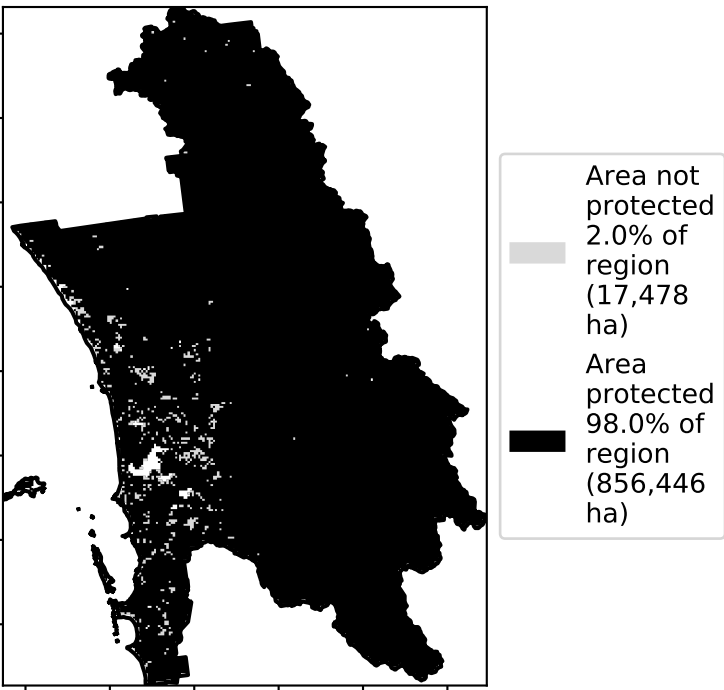 Area not
protected
2.0% of
region
(17,478
ha)
Area
protected
98.0% of
region
(856,446
ha)